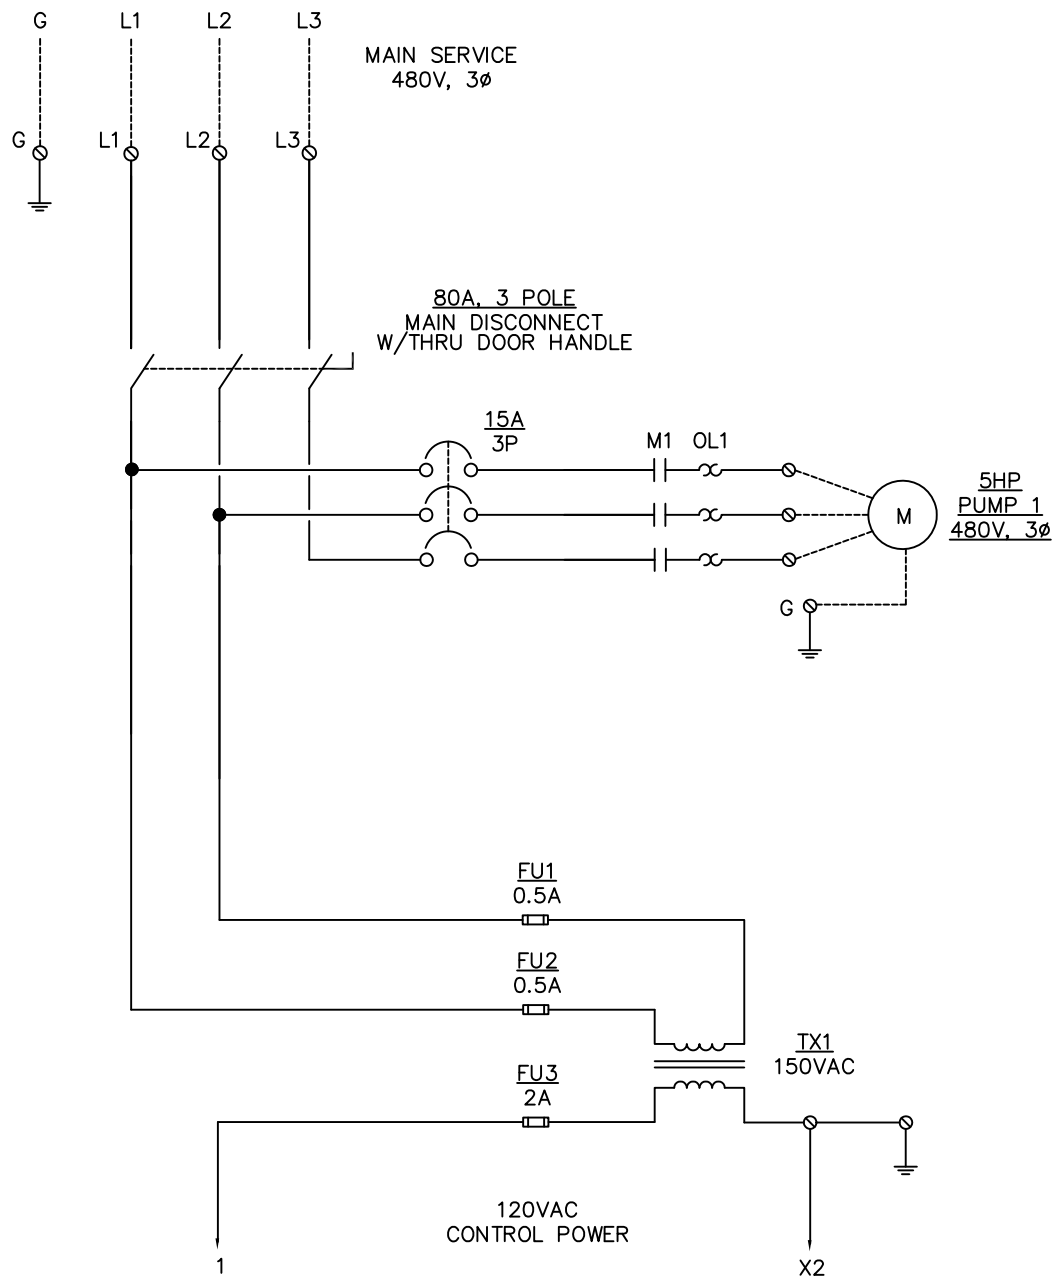 G L1 L2 L3
MAIN SERVICE
480V, 3ø
G L1 L2 L3
80A, 3 POLE
MAIN DISCONNECT
W/THRU DOOR HANDLE
15A
3P
M1 OL1
5HP
PUMP 1
480V, 3ø
M
G
FU1
0.5A
FU2
0.5A
TX1
150VAC
FU3
2A
120VAC
CONTROL POWER
1 X2